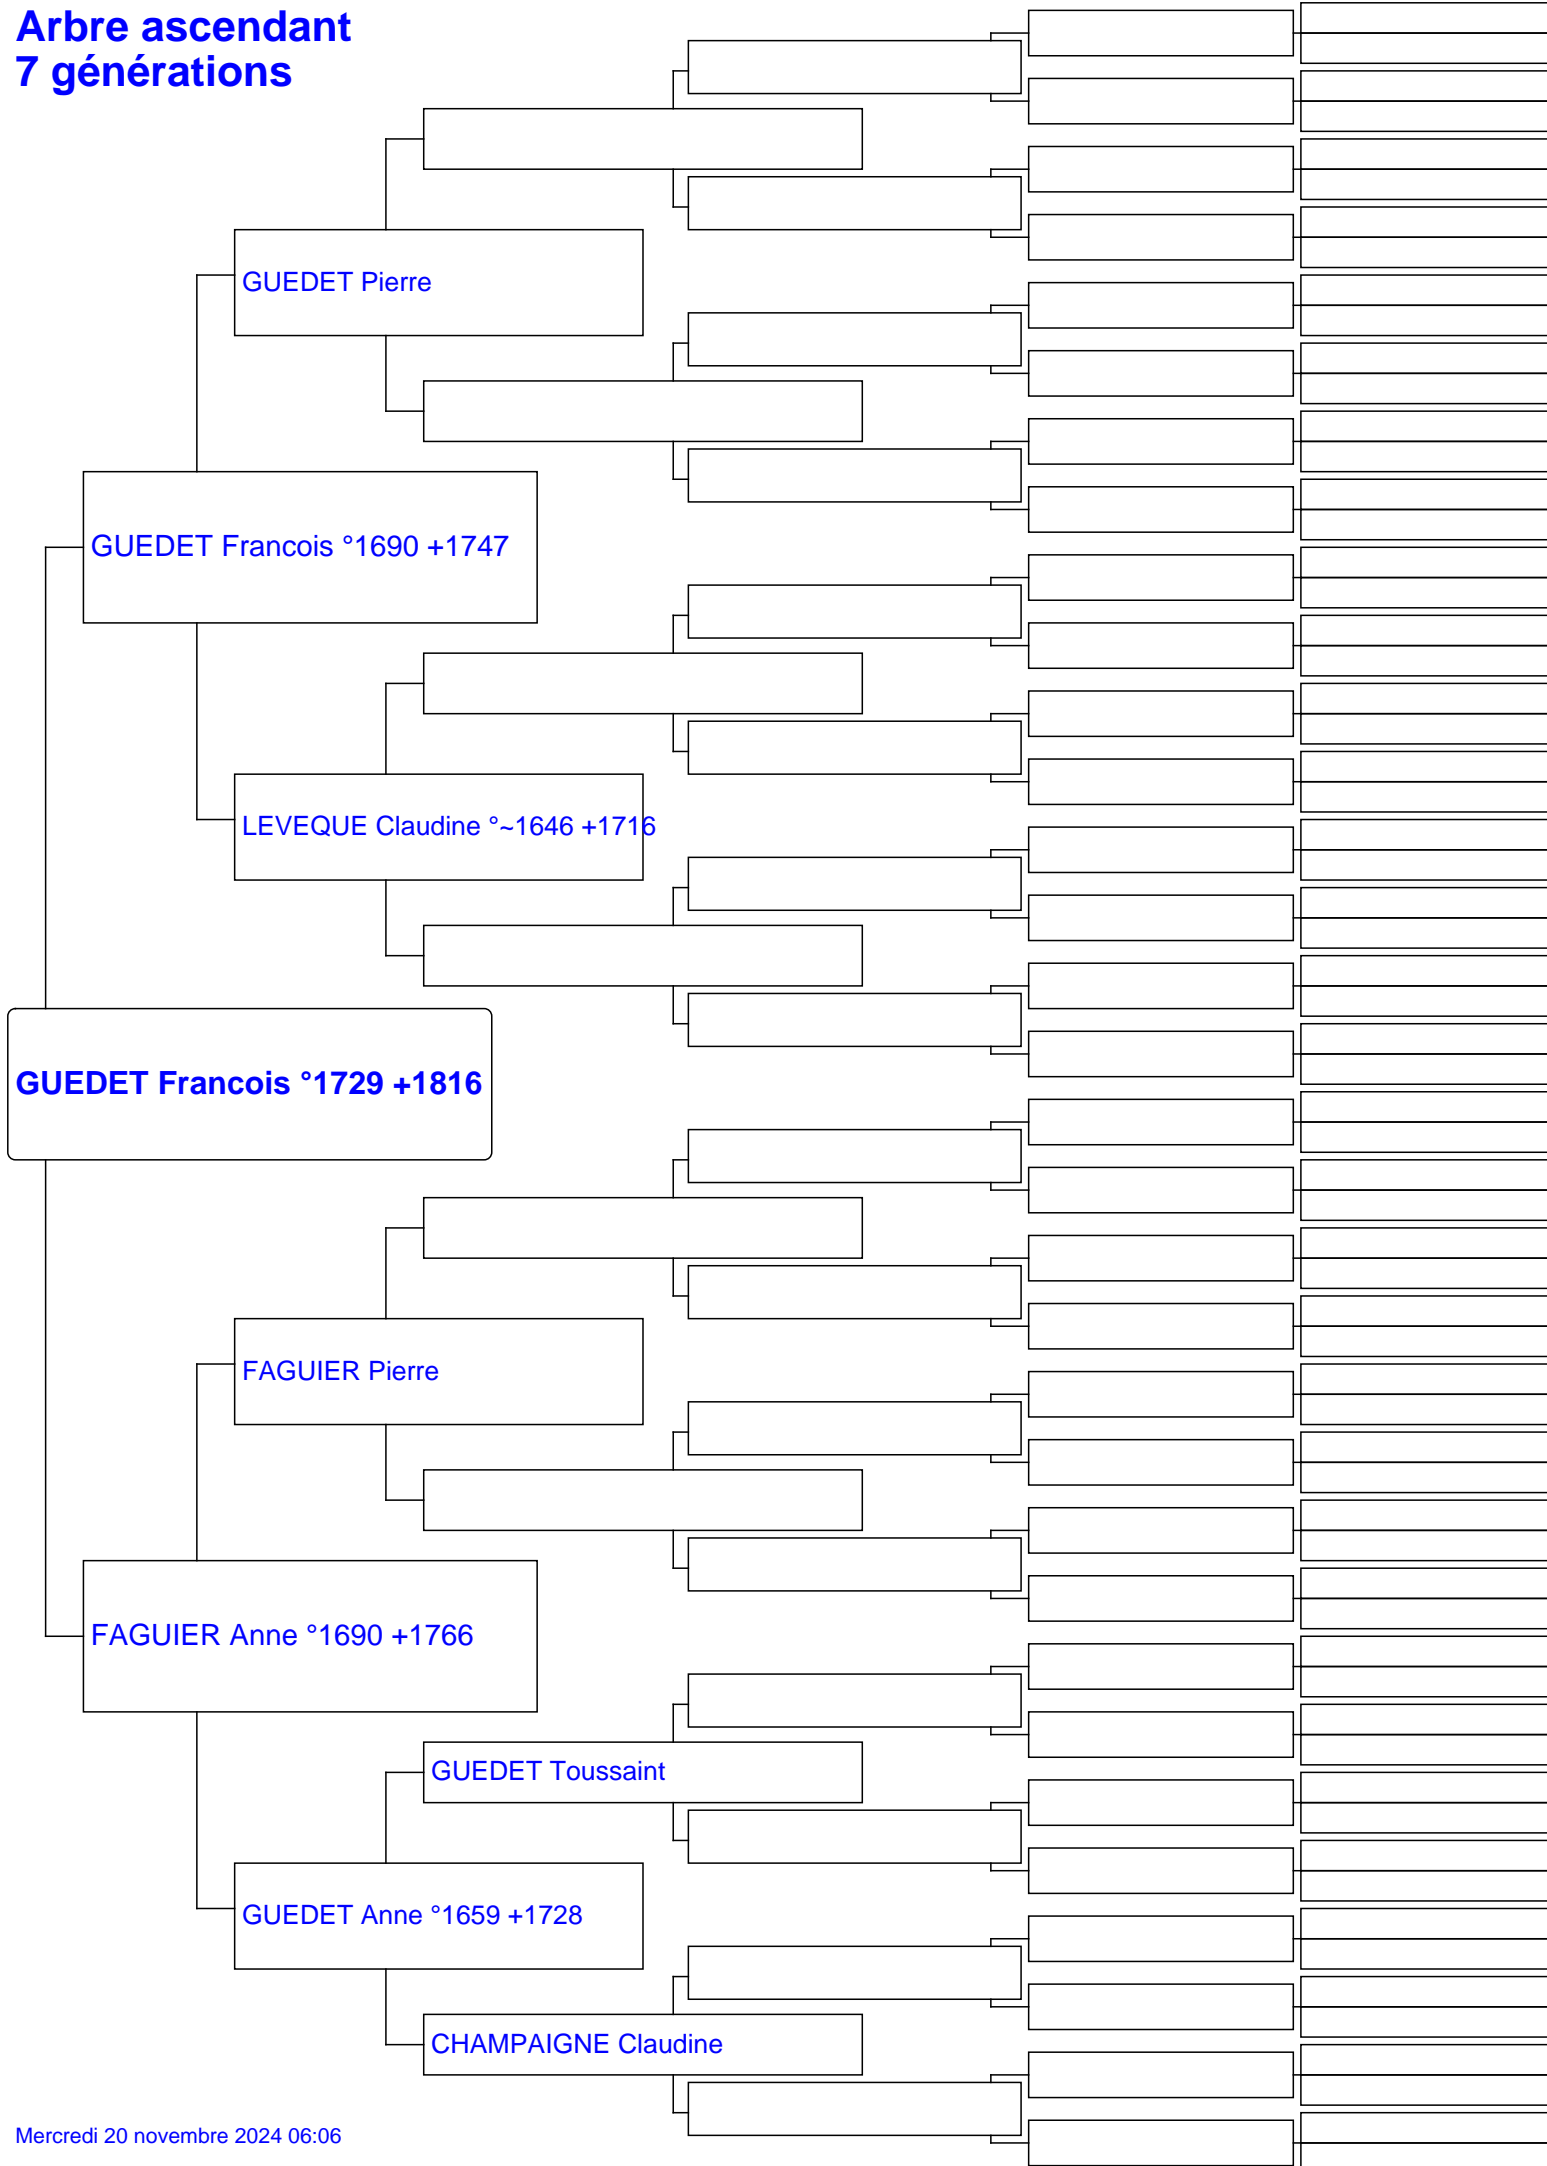 Arbre ascendant
7 générations
GUEDET Pierre
GUEDET Francois °1690 +1747
LEVEQUE Claudine °~1646 +1716
GUEDET Francois °1729 +1816
FAGUIER Pierre
FAGUIER Anne °1690 +1766
GUEDET Toussaint
GUEDET Anne °1659 +1728
CHAMPAIGNE Claudine
Mercredi 20 novembre 2024 06:06